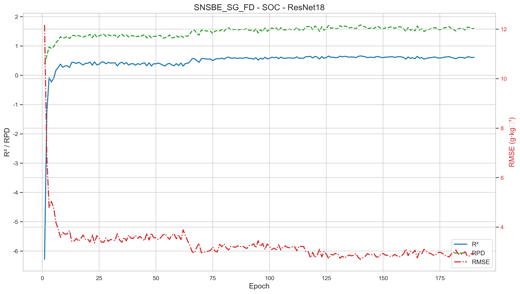 SNSBE_SG_FD - SOC - ResNet18
2
1
0
-1
-2
-3
-4
-5
-6
R² / RPD
12
10
8
6
4
RMSE (g·kg⁻¹)
0 25 50 75 100 125 150 175
Epoch
R²
RPD
RMSE